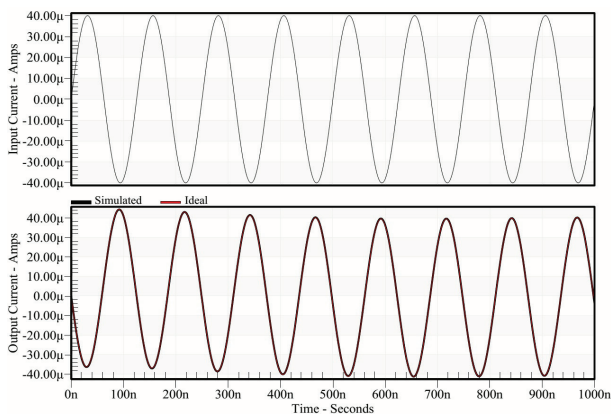 Input Current - Amps
40.00µ
30.00µ
20.00µ
10.00µ
0.00µ
-10.00µ
-20.00µ
-30.00µ
-40.00µ
Simulated Ideal
Output Current - Amps
40.00µ
30.00µ
20.00µ
10.00µ
0.00µ
-10.00µ
-20.00µ
-30.00µ
-40.00µ
0 100n 200n 300n 400n 500n 600n 700n 800n 900n 1000n
Time - Seconds